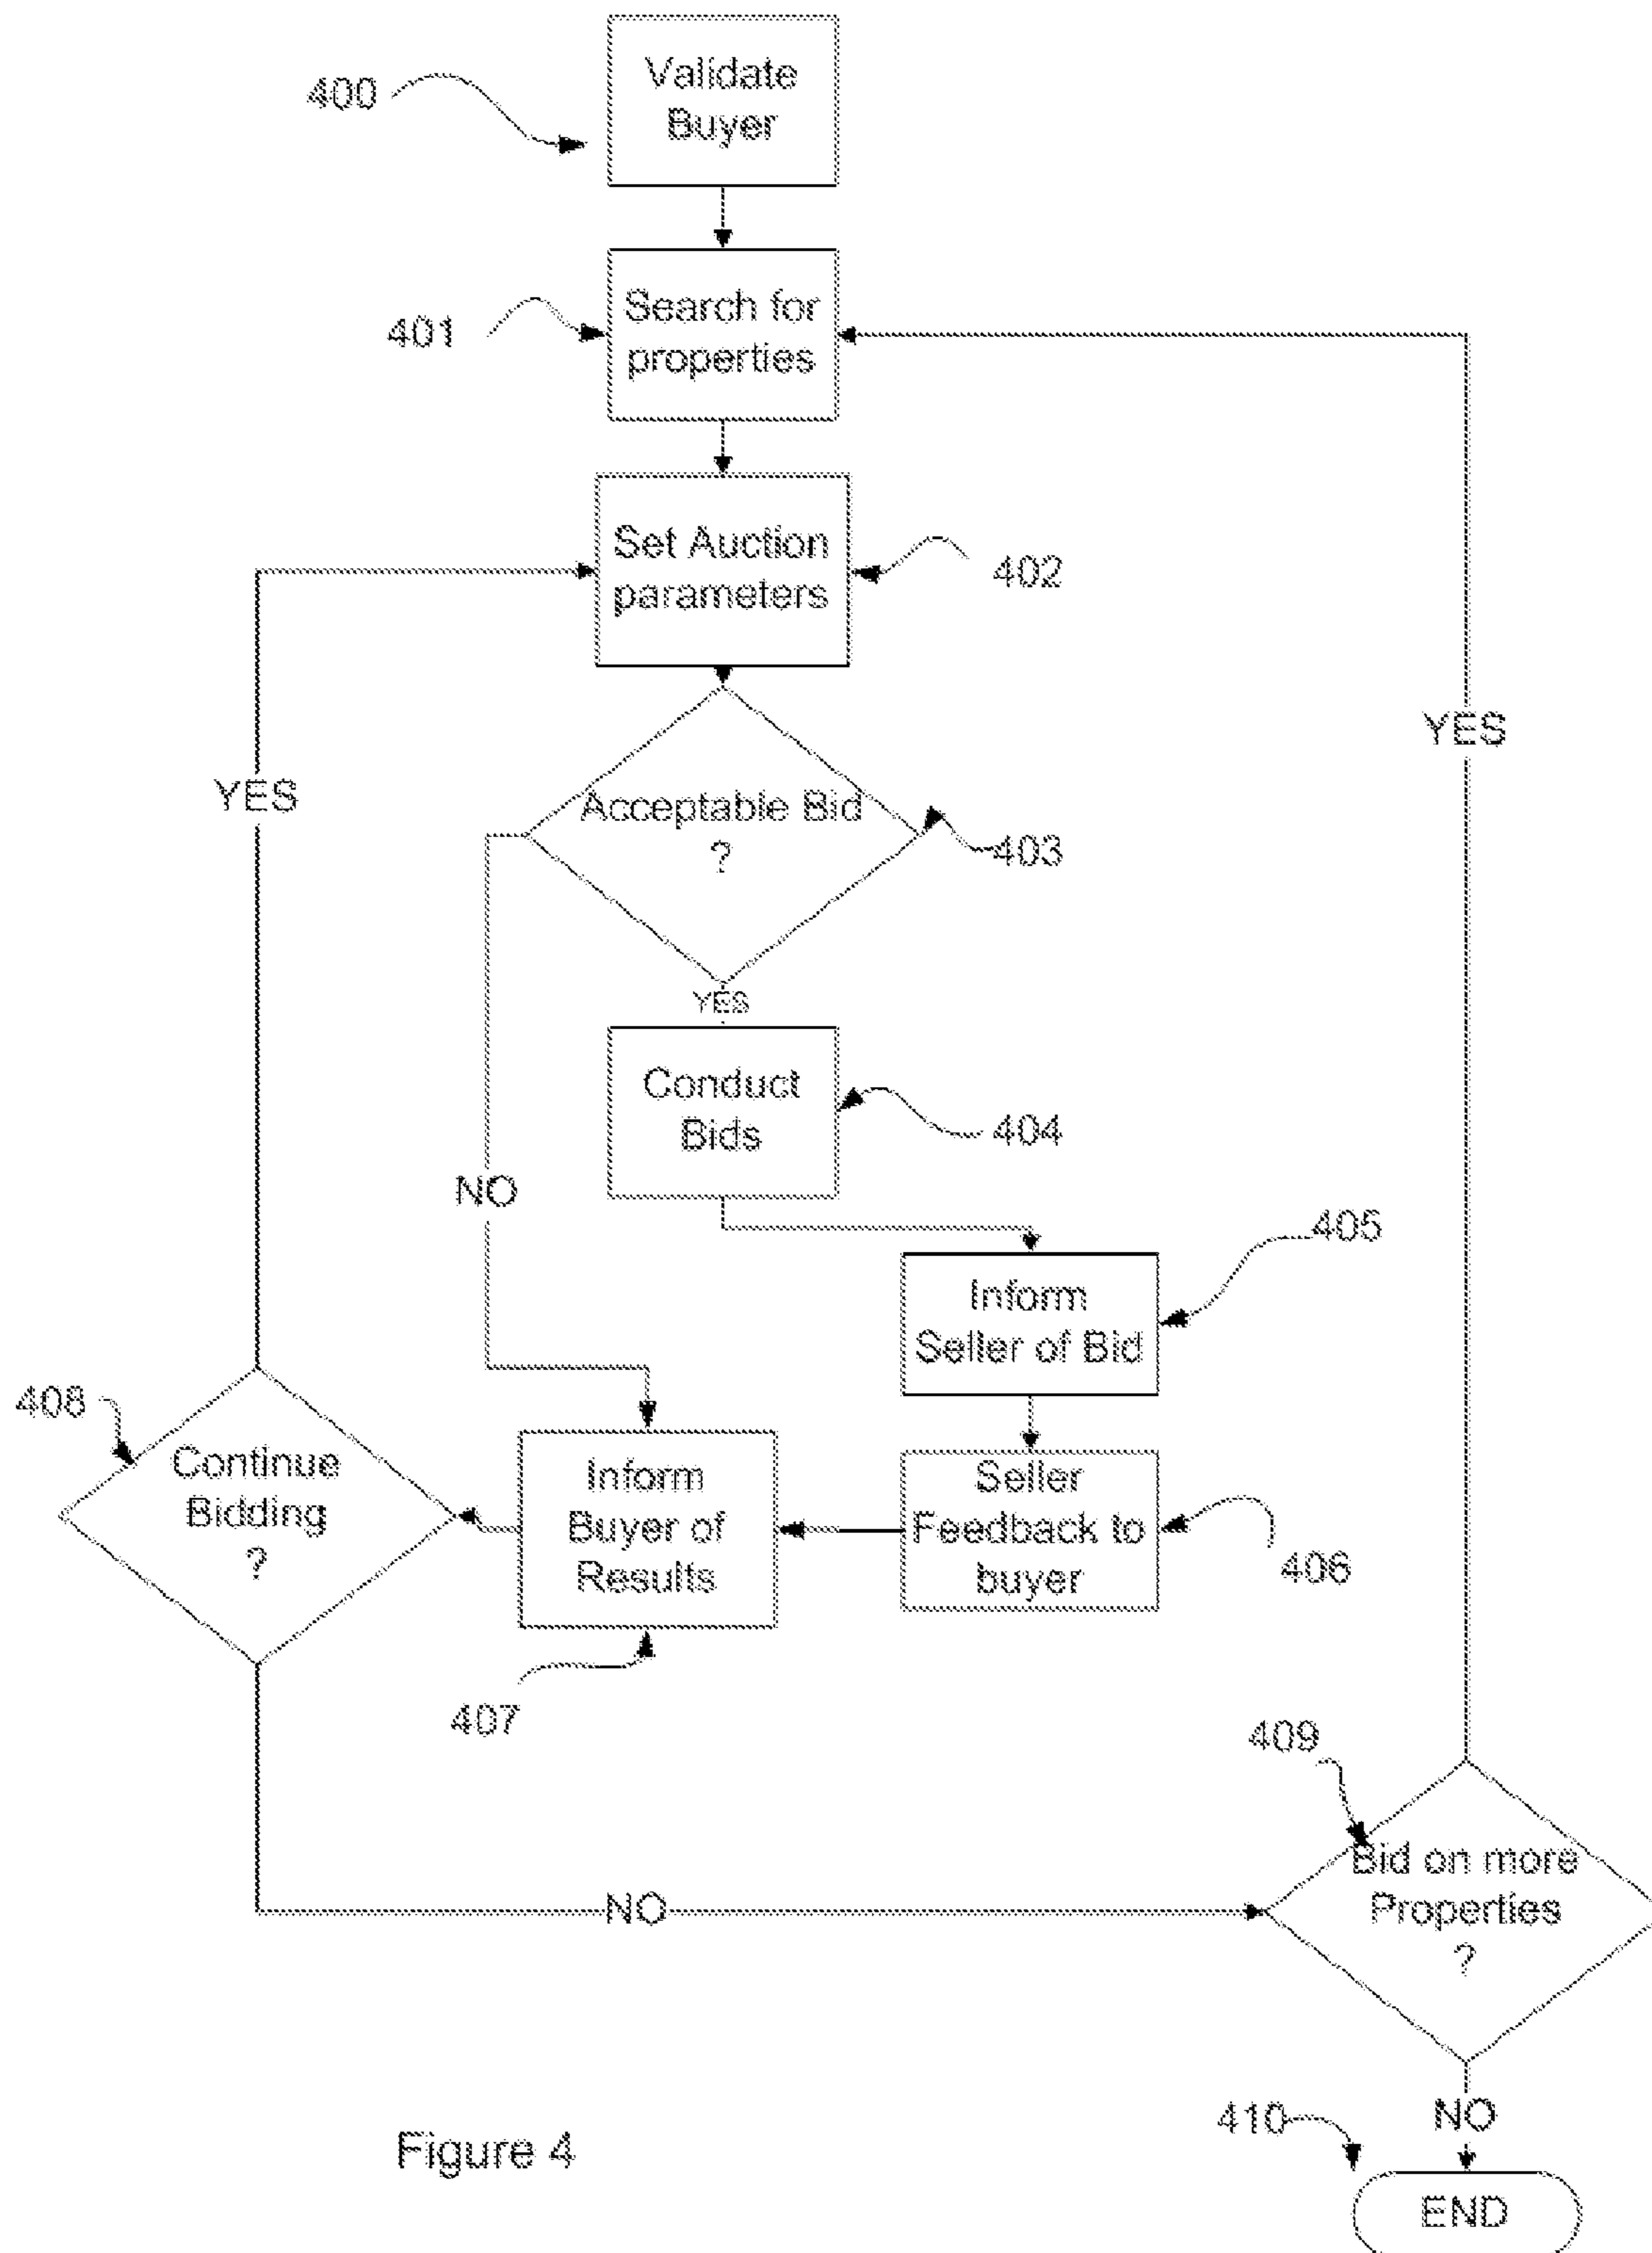 Validate
Buyer
400
Search for
properties
401
Set Auction
parameters
402
YES
YES
Acceptable Bid
?
403
YES
Conduct
Bids
404
NO
405
Inform
Seller of Bid
408
Continue
Bidding
?
Inform
Buyer of
Results
Seller
Feedback to
buyer
406
407
409
Bid on more
Properties
?
NO
410
NO
Figure 4
END